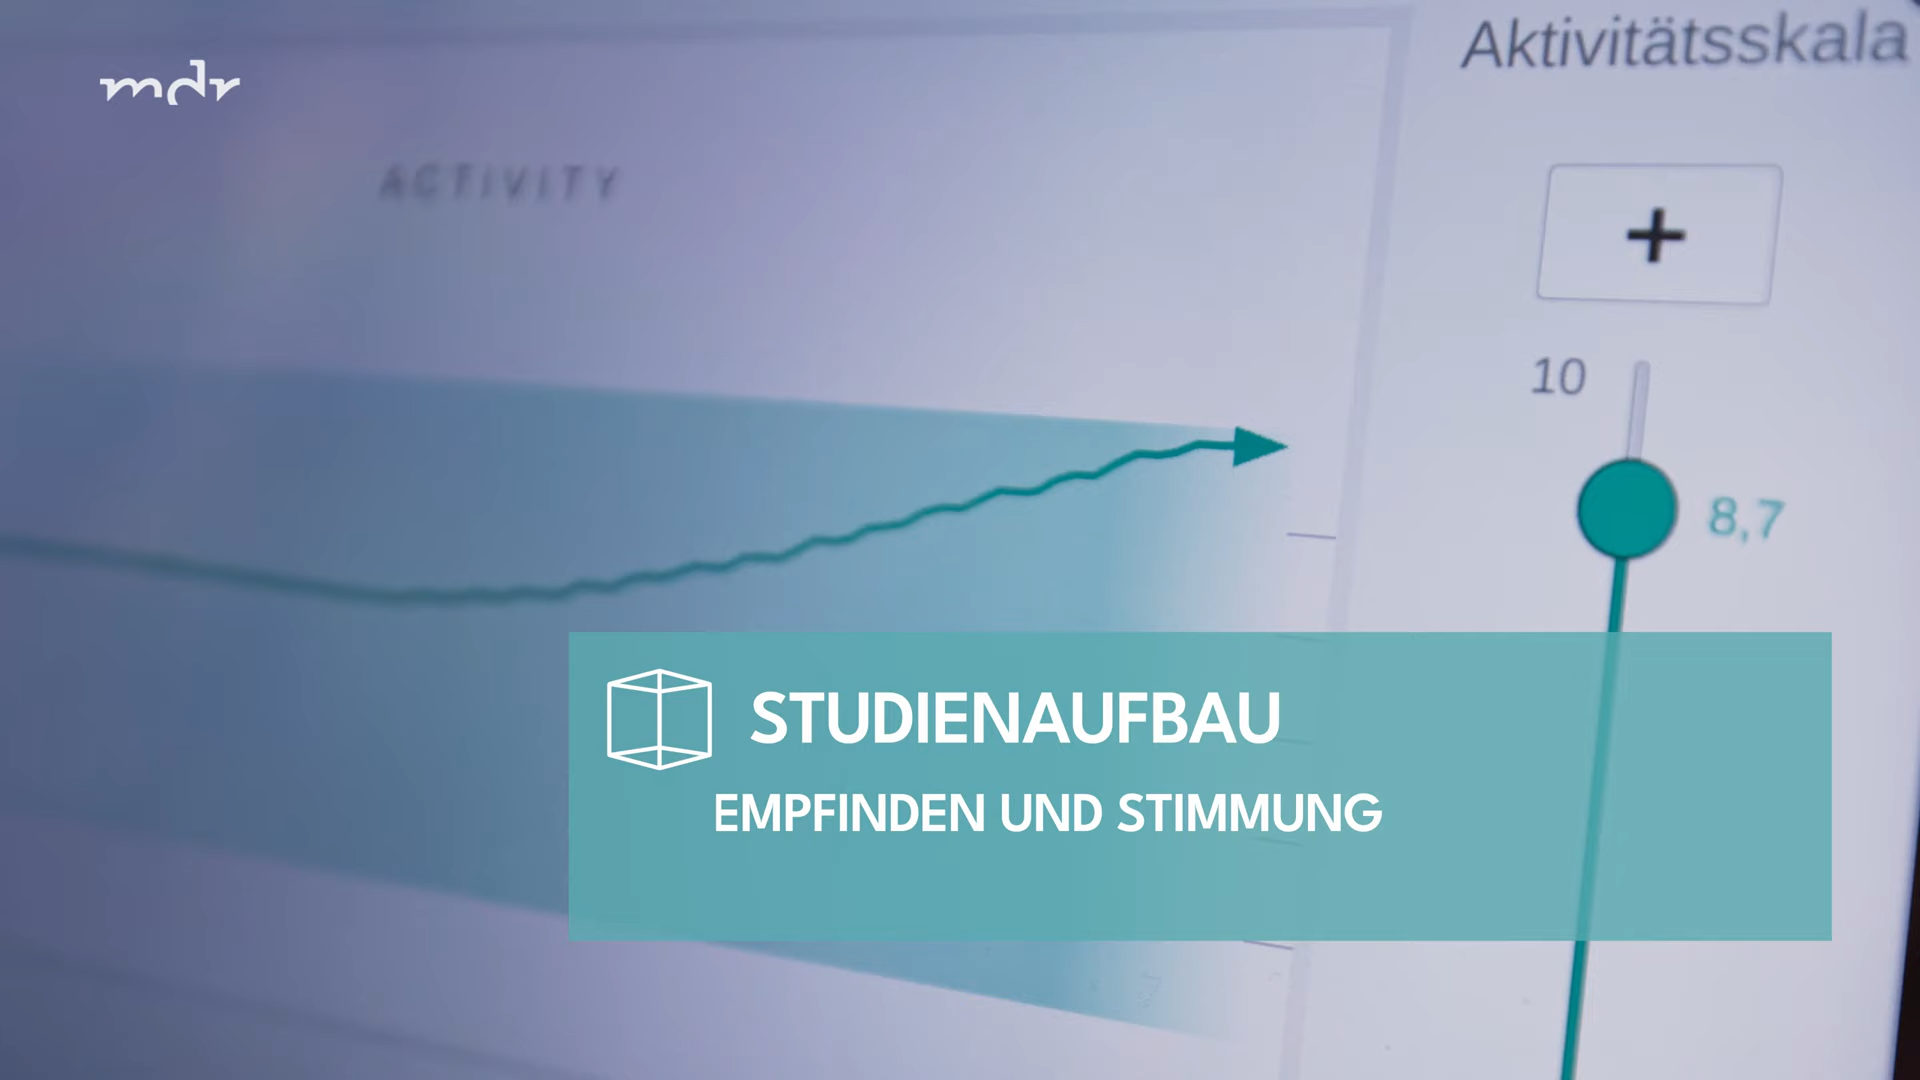 mdr
Aktivitätsskala
ACTIVITY
+
10
8,7
STUDIENAUFBAU
EMPFINDEN UND STIMMUNG